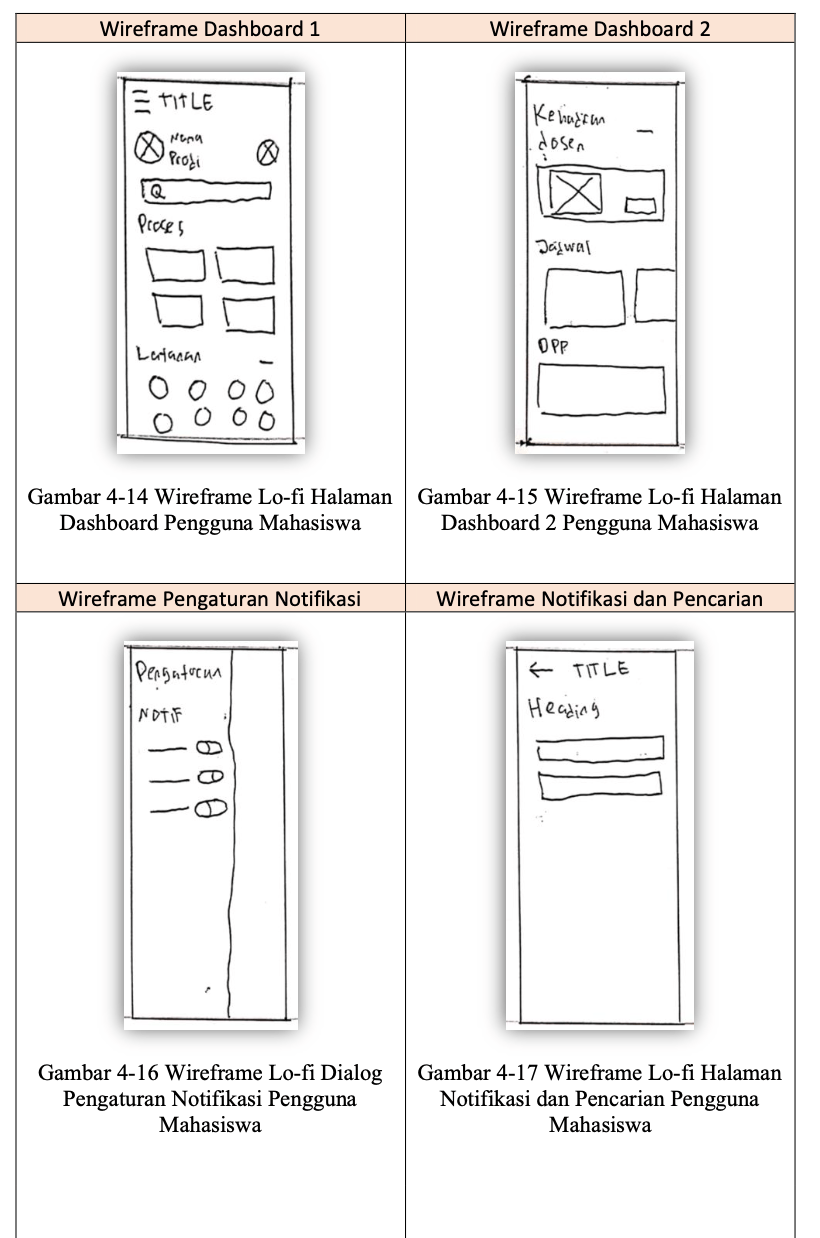 Wireframe Dashboard 1
Wireframe Dashboard 2
TITLE
Nama
Prodi
Q
Proses
Layanan
Kehadiran
dosen
Jadwal
DPP
Gambar 4-14 Wireframe Lo-fi Halaman
Dashboard Pengguna Mahasiswa
Gambar 4-15 Wireframe Lo-fi Halaman
Dashboard 2 Pengguna Mahasiswa
Wireframe Pengaturan Notifikasi
Wireframe Notifikasi dan Pencarian
Pengaturan
NOTIF
← TITLE
Heading
Gambar 4-16 Wireframe Lo-fi Dialog
Pengaturan Notifikasi Pengguna
Mahasiswa
Gambar 4-17 Wireframe Lo-fi Halaman
Notifikasi dan Pencarian Pengguna
Mahasiswa